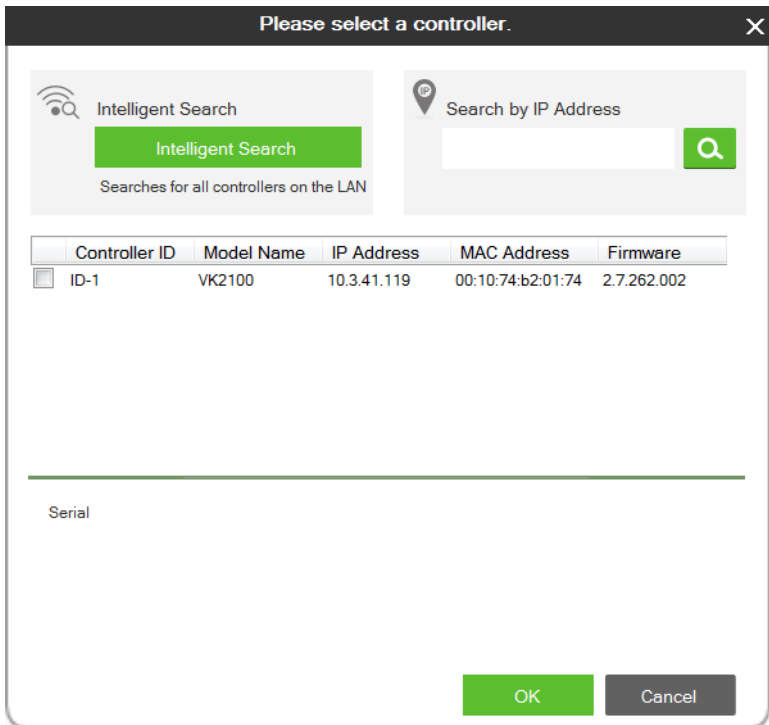 Please select a controller.
Intelligent Search
Intelligent Search
Searches for all controllers on the LAN
IP
Search by IP Address
Controller ID Model Name IP Address MAC Address Firmware
ID-1 VK2100 10.3.41.119 00:10:74:b2:01:74 2.7.262.002
Serial
OK Cancel